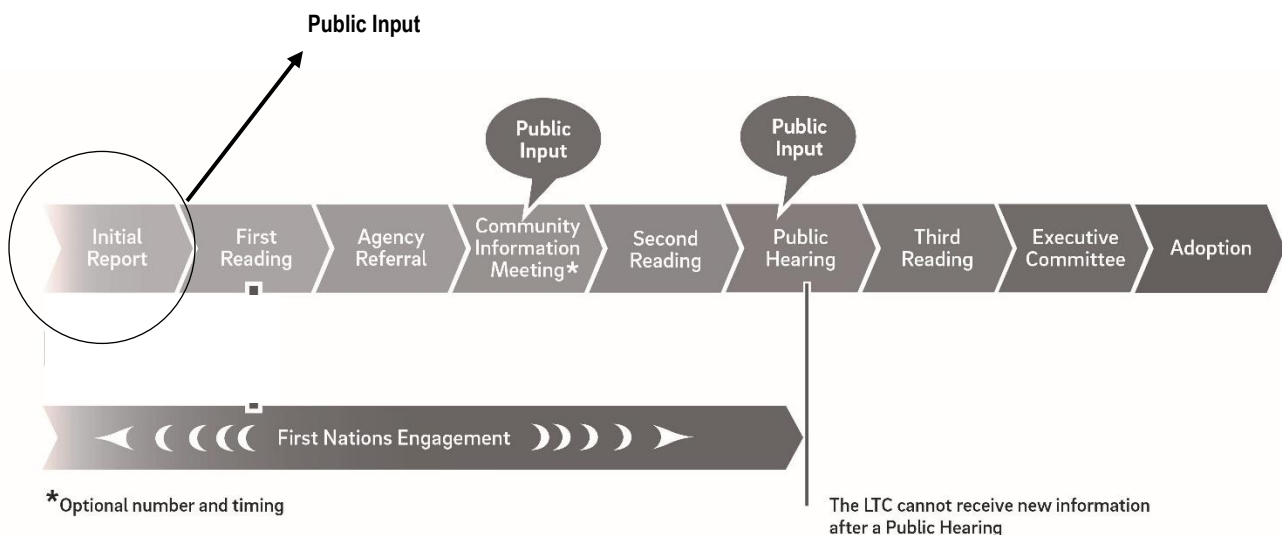 Public Input
Public
Input
Public
Input
Initial
Report
First
Reading
Agency
Referral
Community
Information
Meeting*
Second
Reading
Public
Hearing
Third
Reading
Executive
Committee
Adoption
First Nations Engagement
*Optional number and timing
The LTC cannot receive new information
after a Public Hearing